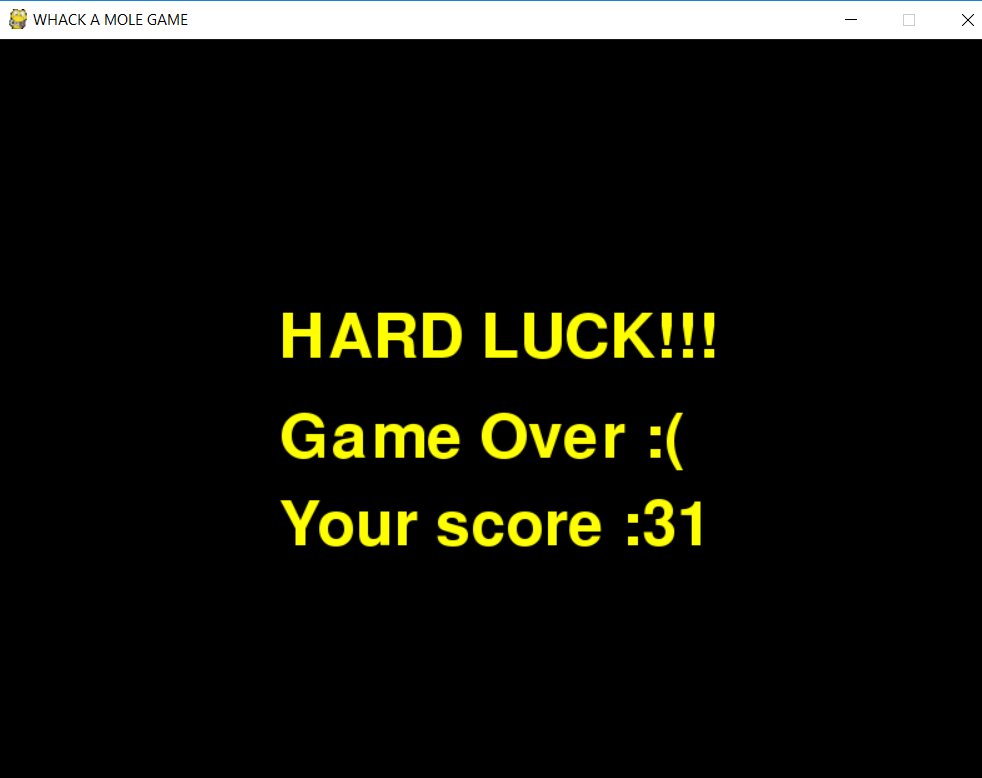 WHACK A MOLE GAME
HARD LUCK!!!
Game Over :(
Your score :31